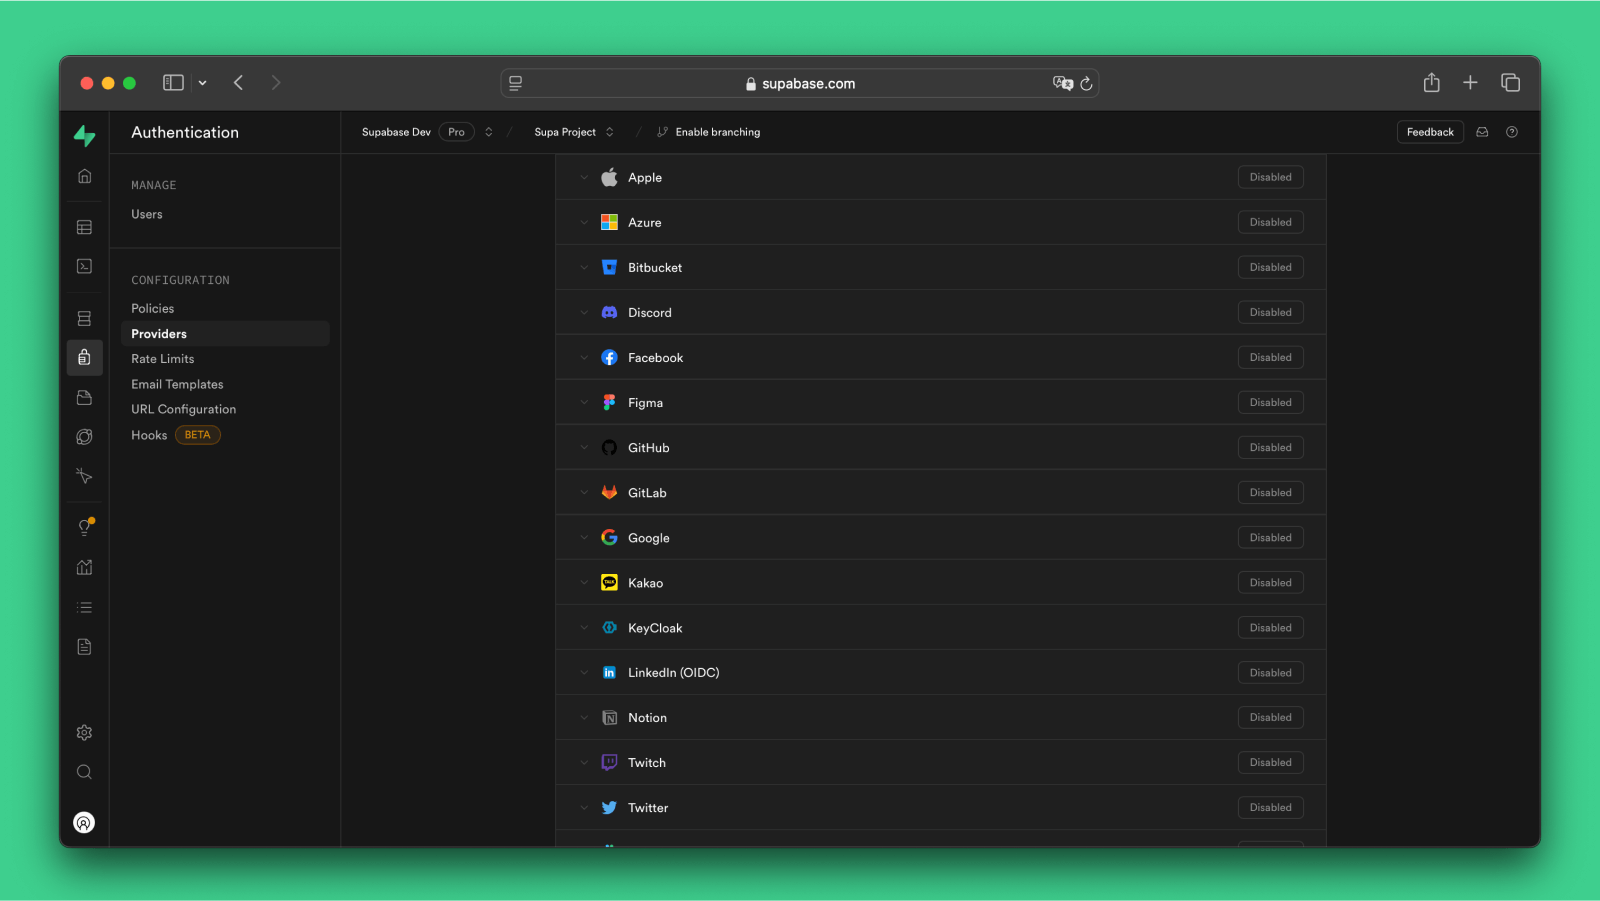 supabase.com
Authentication
Supabase Dev Pro / Supa Project / Enable branching
Feedback
MANAGE
Users
CONFIGURATION
Policies
Providers
Rate Limits
Email Templates
URL Configuration
Hooks BETA
Apple Disabled
Azure Disabled
Bitbucket Disabled
Discord Disabled
Facebook Disabled
Figma Disabled
GitHub Disabled
GitLab Disabled
Google Disabled
TALK Kakao Disabled
KeyCloak Disabled
in LinkedIn (OIDC) Disabled
Notion Disabled
Twitch Disabled
Twitter Disabled